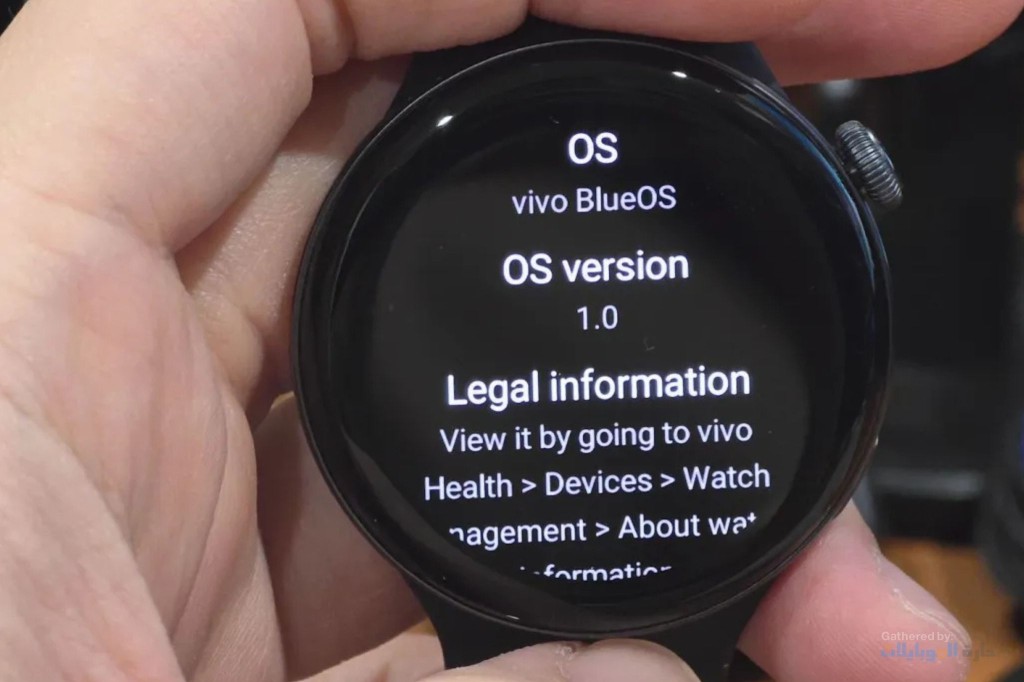 OS
vivo BlueOS
OS version
1.0
Legal information
View it by going to vivo
Health > Devices > Watch
nagement > About wat
formation
Gathered by: